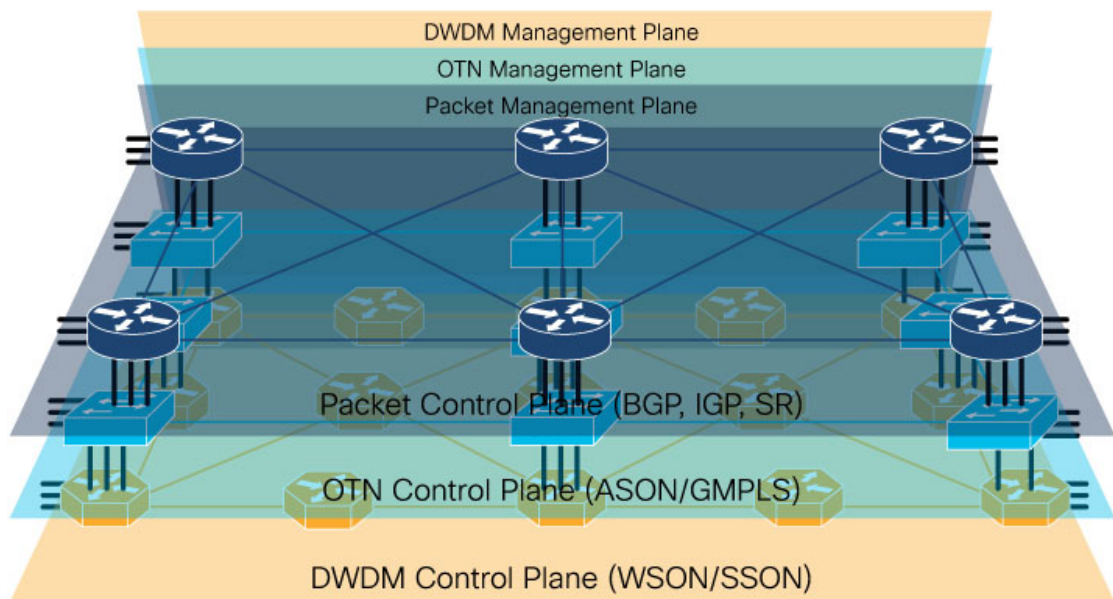 DWDM Management Plane
OTN Management Plane
Packet Management Plane
Packet Control Plane (BGP, IGP, SR)
OTN Control Plane (ASON/GMPLS)
DWDM Control Plane (WSON/SSON)